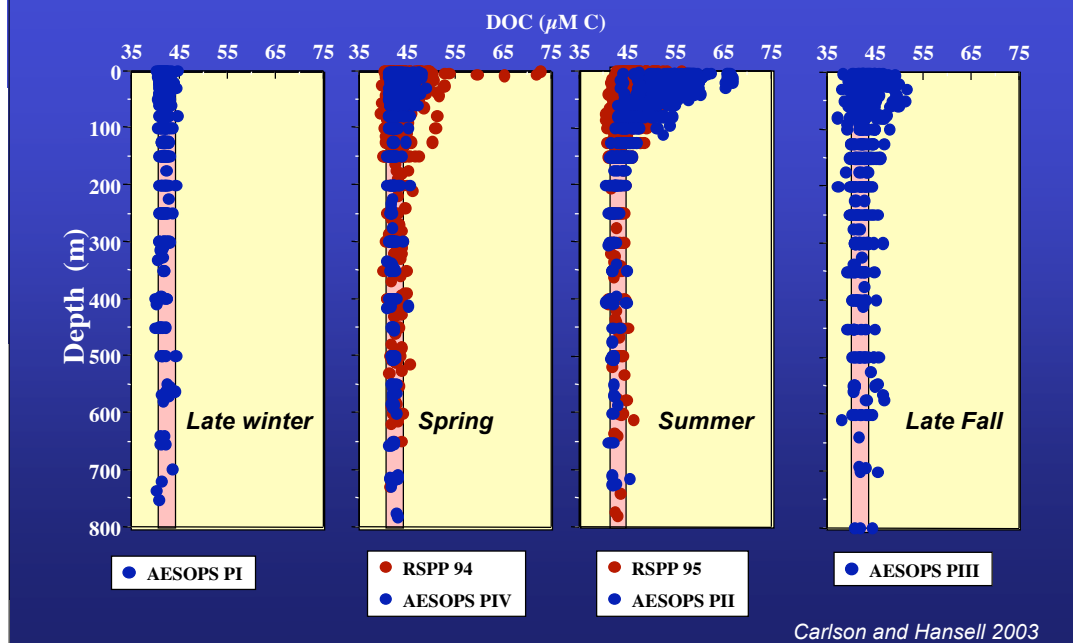 DOC (µM C)
35 45 55 65 75 35 45 55 65 75 35 45 55 65 75 35 45 55 65 75
0
100
200
300
400
500
600
700
800
Depth (m)
Late winter Spring Summer Late Fall
AESOPS PI RSPP 94 RSPP 95 AESOPS PIII
AESOPS PIV AESOPS PII
Carlson and Hansell 2003